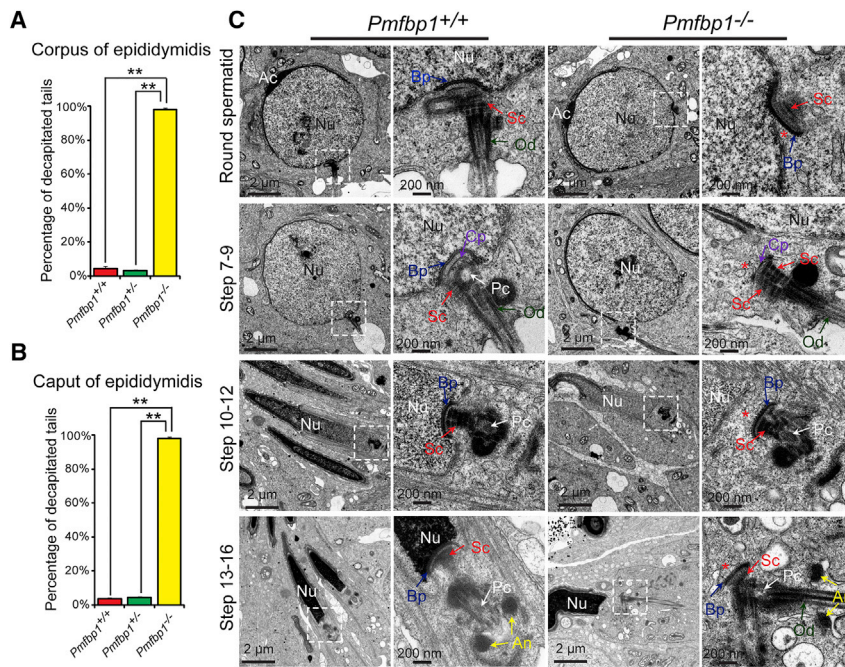 A
Corpus of epididymidis
**
**
Percentage of decapitated tails
100%
80%
60%
40%
20%
0%
Pmfbp1+/+
Pmfbp1+/-
Pmfbp1-/-
B
Caput of epididymidis
**
**
Percentage of decapitated tails
100%
80%
60%
40%
20%
0%
Pmfbp1+/+
Pmfbp1+/-
Pmfbp1-/-
C
Pmfbp1+/+
Pmfbp1-/-
Round spermatid
Ac
Nu
2 μm
Nu
Bp
Sc
Od
200 nm
Ac
Nu
2 μm
Nu
Sc
*
Bp
200 nm
Step 7-9
Nu
2 μm
Nu
Cp
Bp
Pc
Sc
Od
200 nm
Nu
2 μm
Nu
Cp
*
Sc
Sc
Od
200 nm
Step 10-12
Nu
2 μm
Bp
Nu
Pc
Sc
200 nm
Nu
2 μm
Bp
Nu
*
Pc
Sc
200 nm
Step 13-16
Nu
2 μm
Nu
Sc
Bp
Pc
An
200 nm
Nu
2 μm
*
Sc
Pc
An
Bp
Od
200 nm